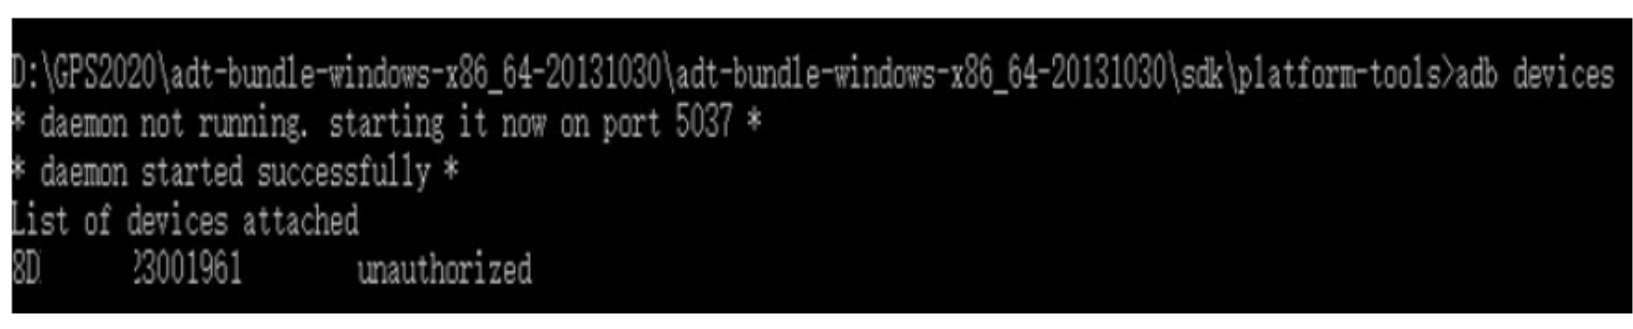 D:\GPS2020\adt-bundle-windows-x86_64-20131030\adt-bundle-windows-x86_64-20131030\sdk\platform-tools>adb devices
* daemon not running. starting it now on port 5037 *
* daemon started successfully *
List of devices attached
8D 23001961 unauthorized